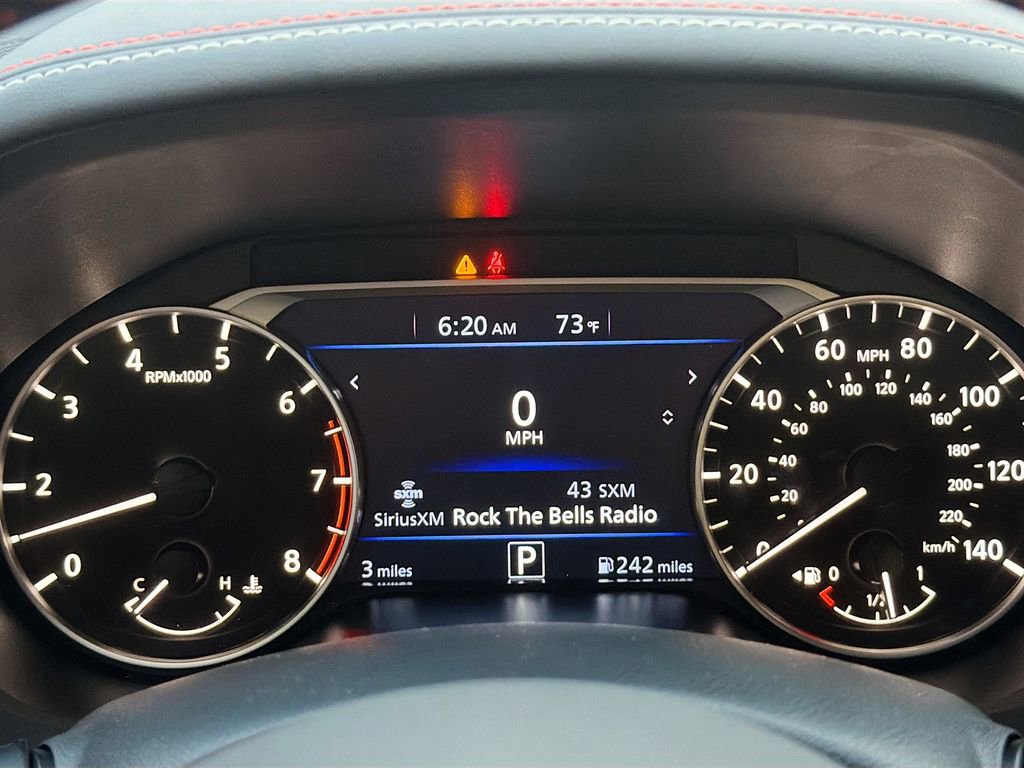 6:20 AM 73°F
4 5
RPMx1000
3 6
2 7
0 8
C H
< >
0
MPH
sxm 43 SXM
SiriusXM Rock The Bells Radio
3 miles P 242 miles
60 MPH 80
40 100
20 120
0 140
100 120
80 140
60 160
40 180
20 200
220
km/h
0 1/2 1